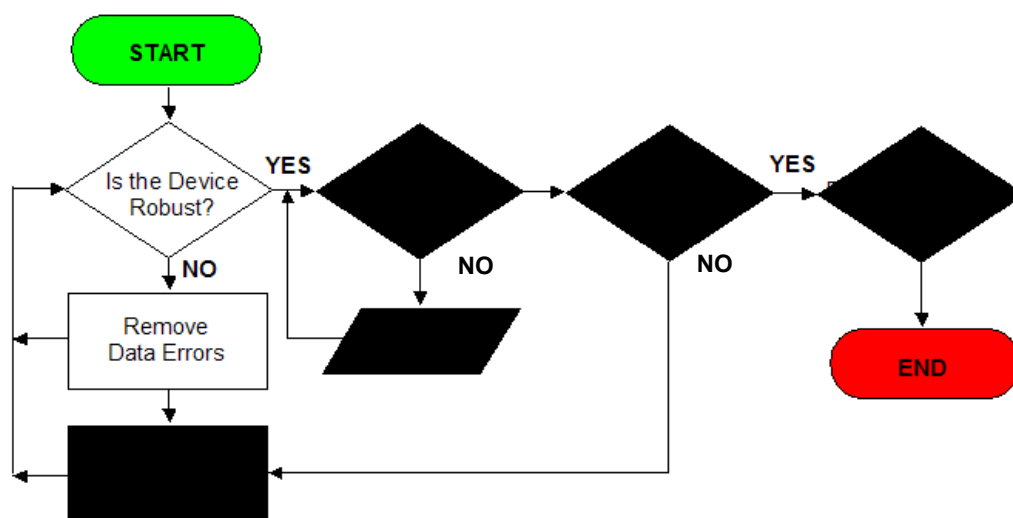 START
YES
YES
Is the Device
Robust?
NO
NO
NO
Remove
Data Errors
END